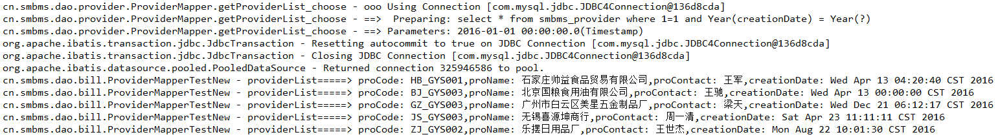 cn.smbms.dao.provider.ProviderMapper.getProviderList_choose - ooo Using Connection [com.mysql.jdbc.JDBC4Connection@136d8cda]
cn.smbms.dao.provider.ProviderMapper.getProviderList_choose - ==>  Preparing: select * from smbms_provider where 1=1 and Year(creationDate) = Year(?)
cn.smbms.dao.provider.ProviderMapper.getProviderList_choose - ==> Parameters: 2016-01-01 00:00:00.0(Timestamp)
org.apache.ibatis.transaction.jdbc.JdbcTransaction - Resetting autocommit to true on JDBC Connection [com.mysql.jdbc.JDBC4Connection@136d8cda]
org.apache.ibatis.transaction.jdbc.JdbcTransaction - Closing JDBC Connection [com.mysql.jdbc.JDBC4Connection@136d8cda]
org.apache.ibatis.datasource.pooled.PooledDataSource - Returned connection 325946586 to pool.
cn.smbms.dao.bill.ProviderMapperTestNew - providerList=====> proCode: HB_GYS001,proName: 石家庄帅益食品贸易有限公司,proContact: 王军,creationDate: Wed Apr 13 04:20:40 CST 2016
cn.smbms.dao.bill.ProviderMapperTestNew - providerList=====> proCode: BJ_GYS003,proName: 北京国粮食用油有限公司,proContact: 王驰,creationDate: Wed Apr 13 00:00:00 CST 2016
cn.smbms.dao.bill.ProviderMapperTestNew - providerList=====> proCode: GZ_GYS003,proName: 广州市白云区美星五金制品厂,proContact: 梁天,creationDate: Wed Dec 21 06:12:17 CST 2016
cn.smbms.dao.bill.ProviderMapperTestNew - providerList=====> proCode: JS_GYS003,proName: 无锡喜源坤商行,proContact: 周一清,creationDate: Sat Apr 23 11:11:11 CST 2016
cn.smbms.dao.bill.ProviderMapperTestNew - providerList=====> proCode: ZJ_GYS002,proName: 乐摆日用品厂,proContact: 王世杰,creationDate: Mon Aug 22 10:01:30 CST 2016